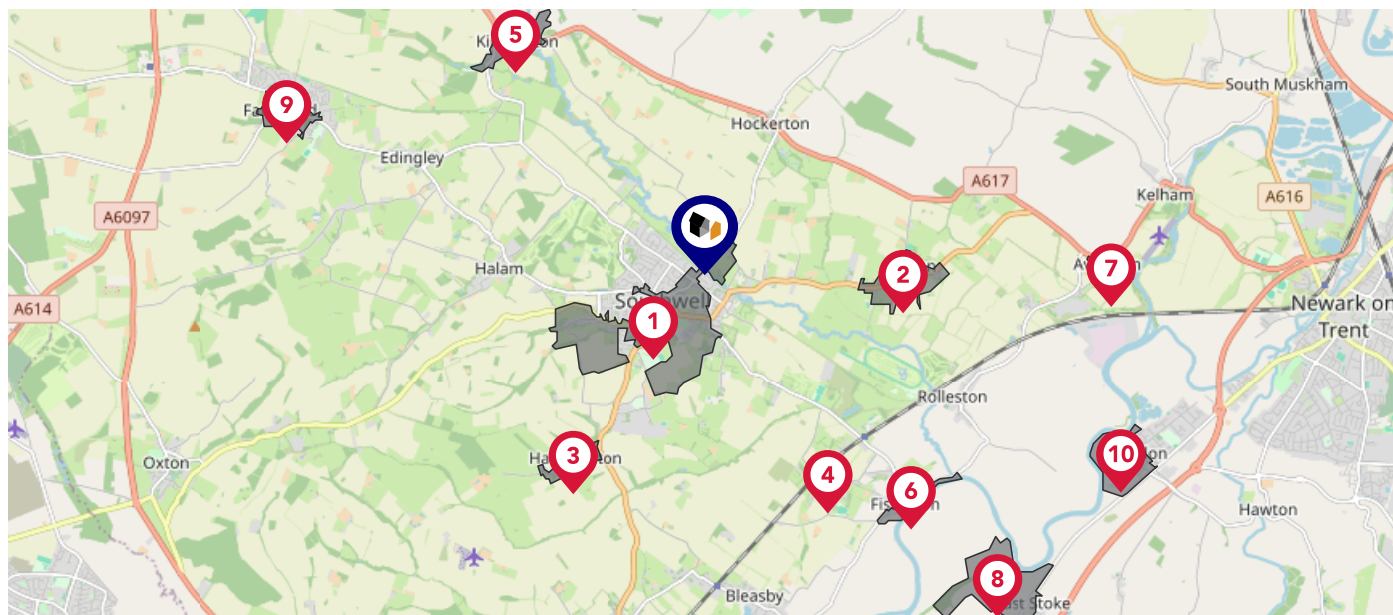 5
South Muskham
9
Hockerton
Edingley
A617
Kelham
A616
A6097
Halam
2
7
A614
Newark on
Trent
1
Rolleston
3
Oxton
4
10
6
Hawton
8
Bleasby